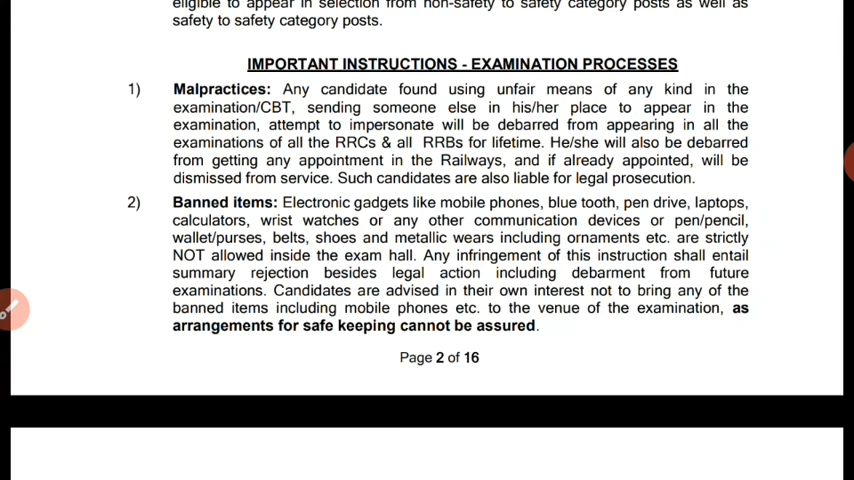 eligible to appear in selection from non-safety to safety category posts as well as
safety to safety category posts.
IMPORTANT INSTRUCTIONS - EXAMINATION PROCESSES
1) Malpractices: Any candidate found using unfair means of any kind in the
examination/CBT, sending someone else in his/her place to appear in the
examination, attempt to impersonate will be debarred from appearing in all the
examinations of all the RRCs & all RRBs for lifetime. He/she will also be debarred
from getting any appointment in the Railways, and if already appointed, will be
dismissed from service. Such candidates are also liable for legal prosecution.
2) Banned items: Electronic gadgets like mobile phones, blue tooth, pen drive, laptops,
calculators, wrist watches or any other communication devices or pen/pencil,
wallet/purses, belts, shoes and metallic wears including ornaments etc. are strictly
NOT allowed inside the exam hall. Any infringement of this instruction shall entail
summary rejection besides legal action including debarment from future
examinations. Candidates are advised in their own interest not to bring any of the
banned items including mobile phones etc. to the venue of the examination, as
arrangements for safe keeping cannot be assured.
Page 2 of 16